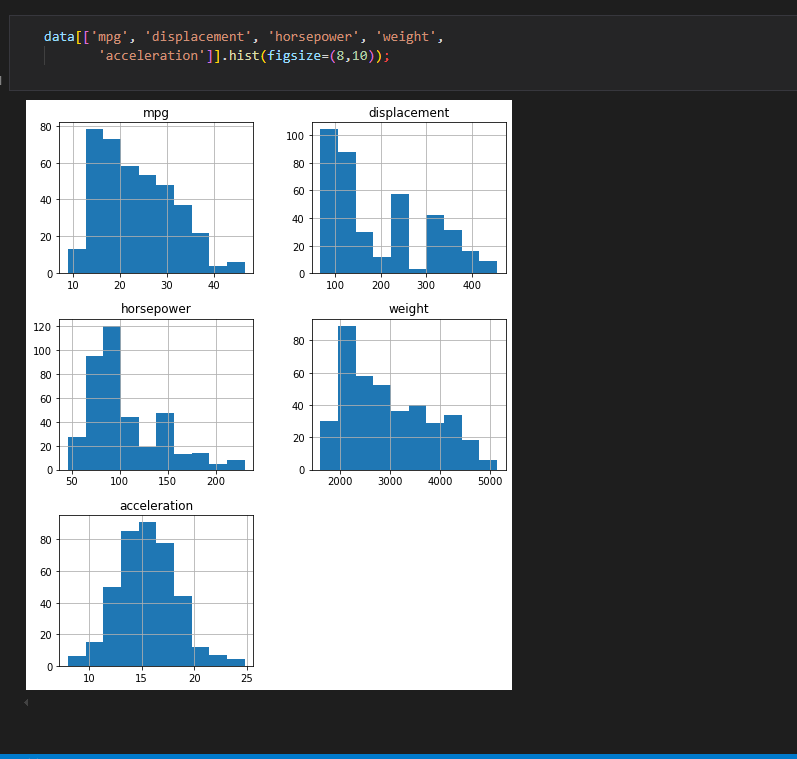 data[['mpg', 'displacement', 'horsepower', 'weight',
'acceleration']].hist(figsize=(8,10));
mpg
80
60
40
20
0
10 20 30 40
displacement
100
80
60
40
20
0
100 200 300 400
horsepower
120
100
80
60
40
20
0
50 100 150 200
weight
80
60
40
20
0
2000 3000 4000 5000
acceleration
80
60
40
20
0
10 15 20 25